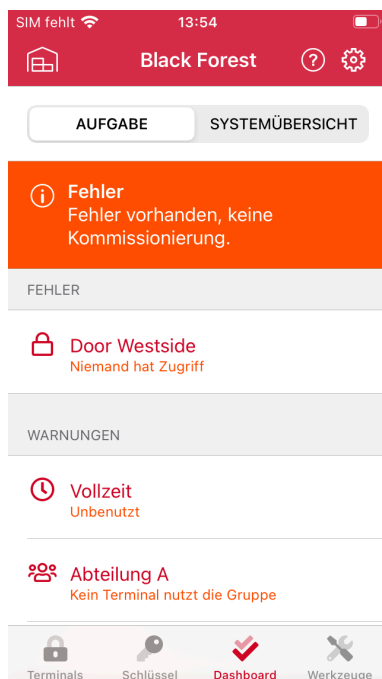 SIM fehlt 13:54
Black Forest
AUFGABE SYSTEMÜBERSICHT
Fehler
Fehler vorhanden, keine
Kommissionierung.
FEHLER
Door Westside
Niemand hat Zugriff
WARNUNGEN
Vollzeit
Unbenutzt
Abteilung A
Kein Terminal nutzt die Gruppe
Terminals Schlüssel Dashboard Werkzeuge